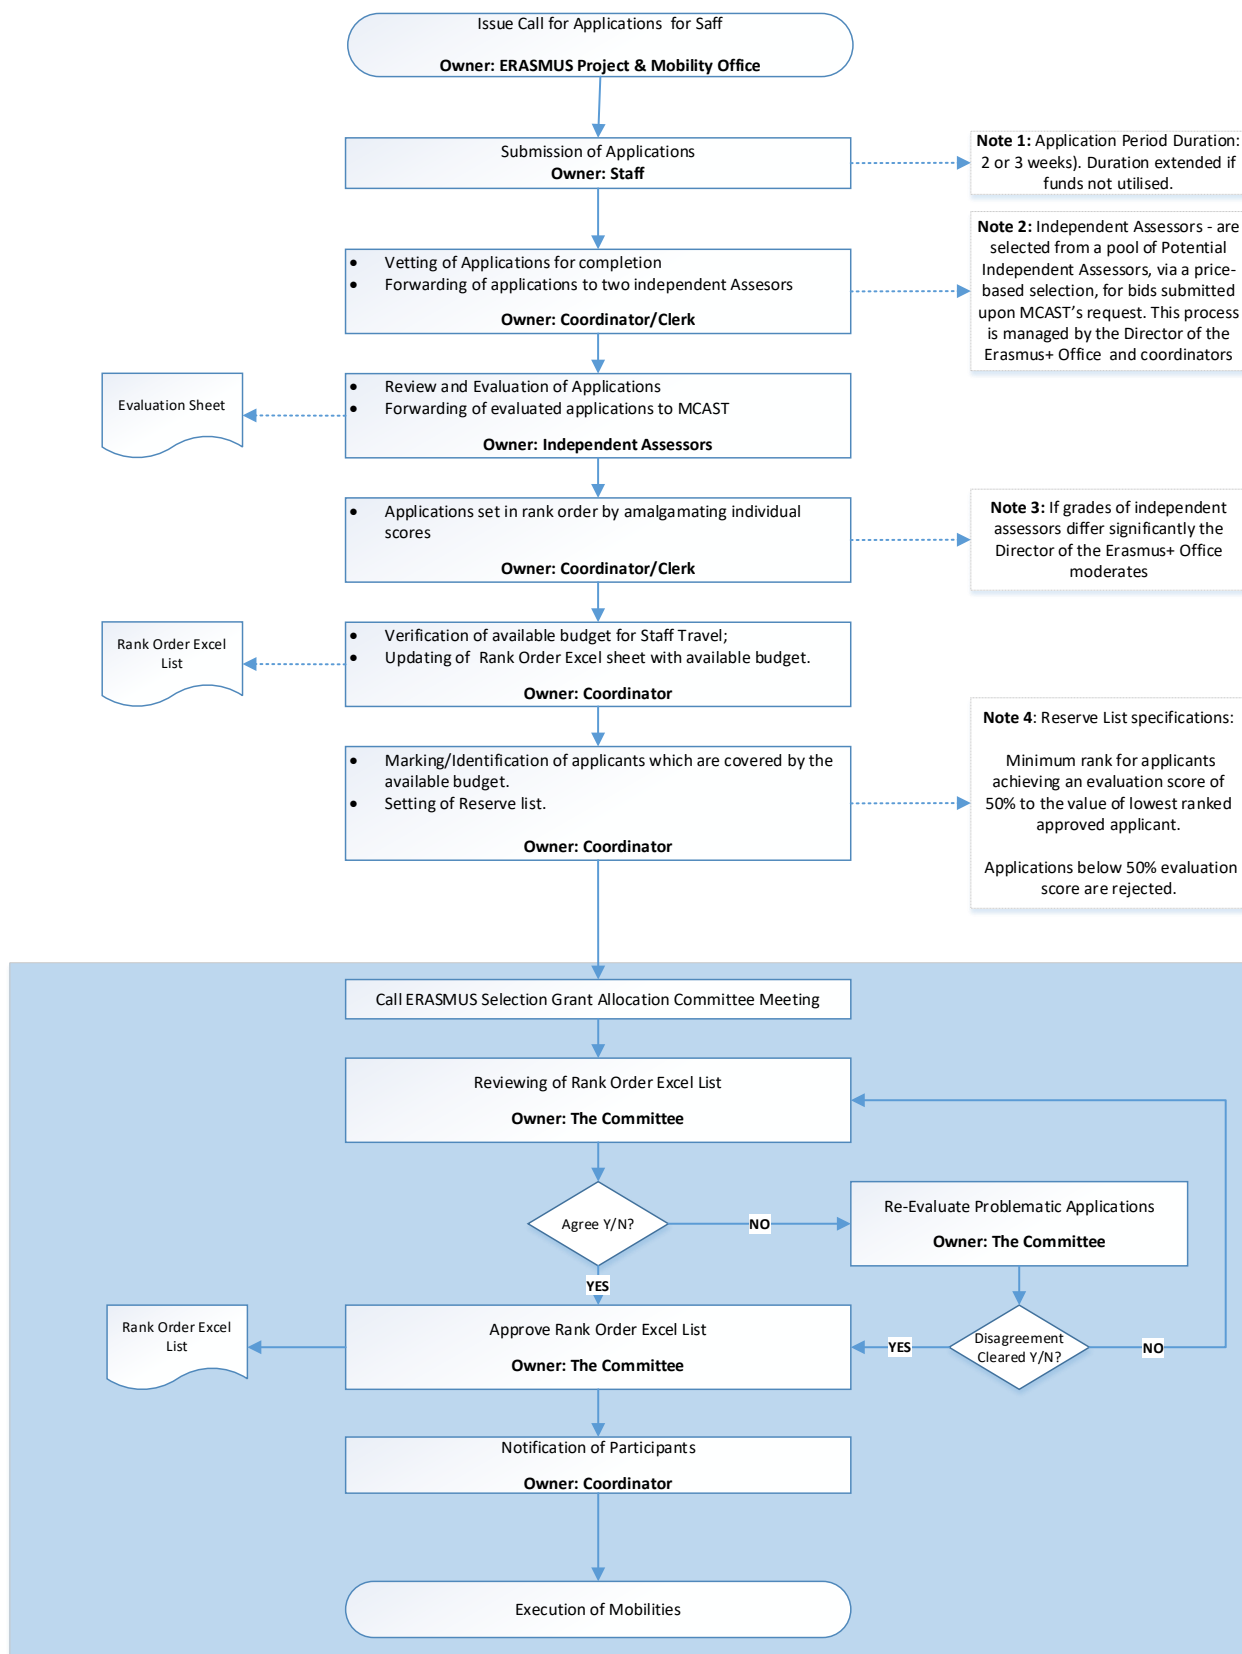 Issue Call for Applications for Saff
Owner: ERASMUS Project & Mobility Office
Submission of Applications
Owner: Staff
Note 1: Application Period Duration:
2 or 3 weeks). Duration extended if
funds not utilised.
• Vetting of Applications for completion
• Forwarding of applications to two independent Assesors
Owner: Coordinator/Clerk
Note 2: Independent Assessors - are
selected from a pool of Potential
Independent Assessors, via a price-
based selection, for bids submitted
upon MCAST's request. This process
is managed by the Director of the
Erasmus+ Office and coordinators
• Review and Evaluation of Applications
• Forwarding of evaluated applications to MCAST
Owner: Independent Assessors
Evaluation Sheet
• Applications set in rank order by amalgamating individual
scores
Owner: Coordinator/Clerk
Note 3: If grades of independent
assessors differ significantly the
Director of the Erasmus+ Office
moderates
• Verification of available budget for Staff Travel;
• Updating of Rank Order Excel sheet with available budget.
Owner: Coordinator
Rank Order Excel
List
• Marking/Identification of applicants which are covered by the
available budget.
• Setting of Reserve list.
Owner: Coordinator
Note 4: Reserve List specifications:
Minimum rank for applicants
achieving an evaluation score of
50% to the value of lowest ranked
approved applicant.
Applications below 50% evaluation
score are rejected.
Call ERASMUS Selection Grant Allocation Committee Meeting
Reviewing of Rank Order Excel List
Owner: The Committee
Agree Y/N?
NO
Re-Evaluate Problematic Applications
Owner: The Committee
YES
Rank Order Excel
List
Approve Rank Order Excel List
Owner: The Committee
YES
Disagreement
Cleared Y/N?
NO
Notification of Participants
Owner: Coordinator
Execution of Mobilities